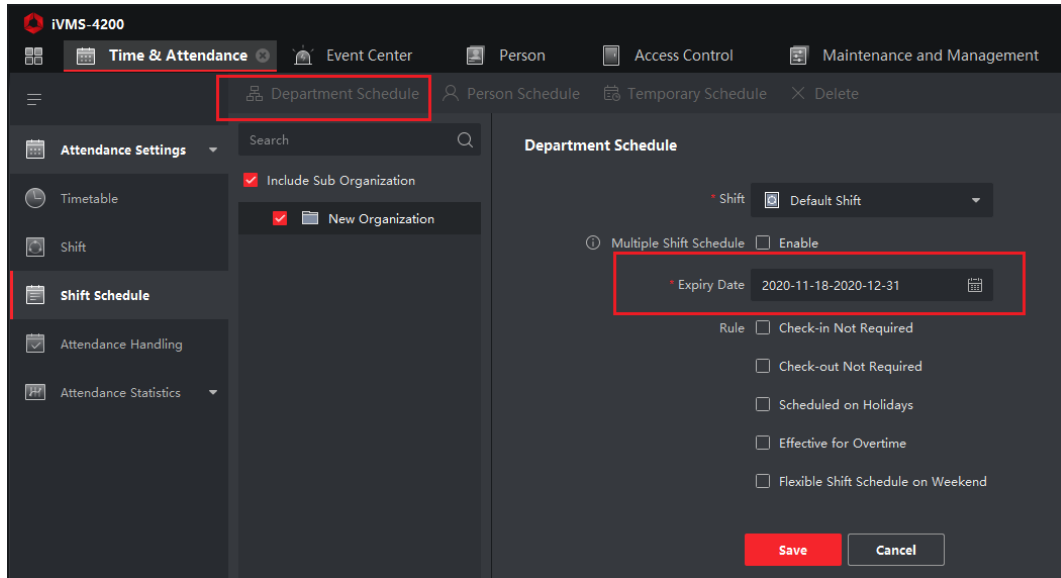 iVMS-4200
Time & Attendance
Event Center
Person
Access Control
Maintenance and Management
Department Schedule
Person Schedule
Temporary Schedule
Delete
Attendance Settings
Timetable
Shift
Shift Schedule
Attendance Handling
Attendance Statistics
Search
Include Sub Organization
New Organization
Department Schedule
* Shift Default Shift
Multiple Shift Schedule Enable
* Expiry Date 2020-11-18-2020-12-31
Rule Check-in Not Required
Check-out Not Required
Scheduled on Holidays
Effective for Overtime
Flexible Shift Schedule on Weekend
Save Cancel